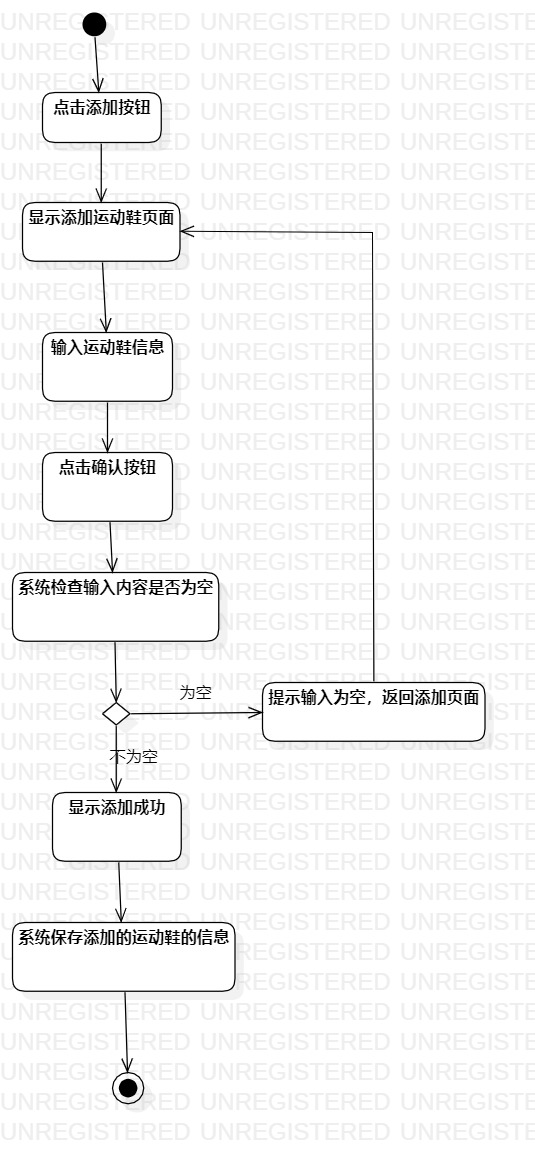 点击添加按钮
显示添加运动鞋页面
输入运动鞋信息
点击确认按钮
系统检查输入内容是否为空
为空
提示输入为空，返回添加页面
不为空
显示添加成功
系统保存添加的运动鞋的信息